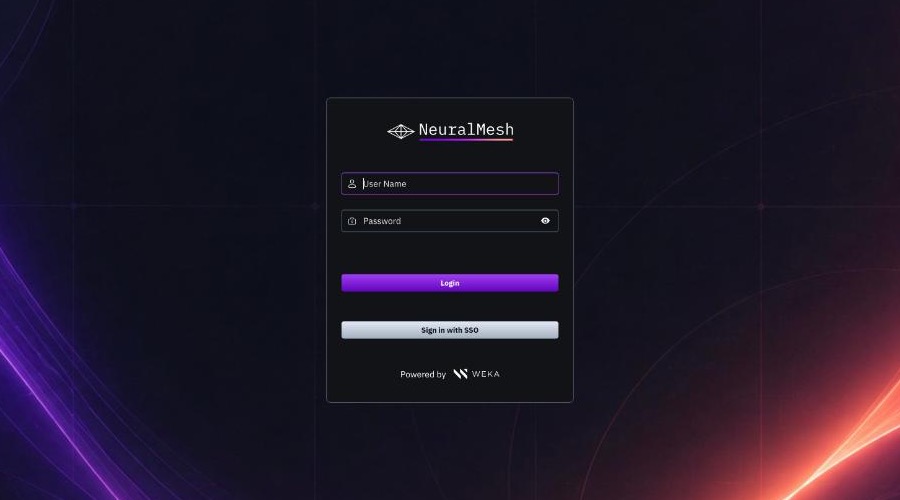 NeuralMesh
User Name
Password
Login
Sign in with SSO
Powered by WEKA